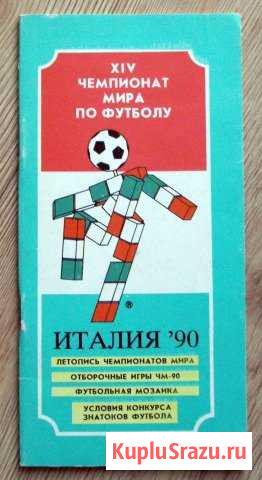 XIV
ЧЕМПИОНАТ
МИРА
ПО ФУТБОЛУ
®
ИТАЛИЯ '90
ЛЕТОПИСЬ ЧЕМПИОНАТОВ МИРА
ОТБОРОЧНЫЕ ИГРЫ ЧМ-90
ФУТБОЛЬНАЯ МОЗАИКА
УСЛОВИЯ КОНКУРСА
ЗНАТОКОВ ФУТБОЛА
KupluSrazu.ru